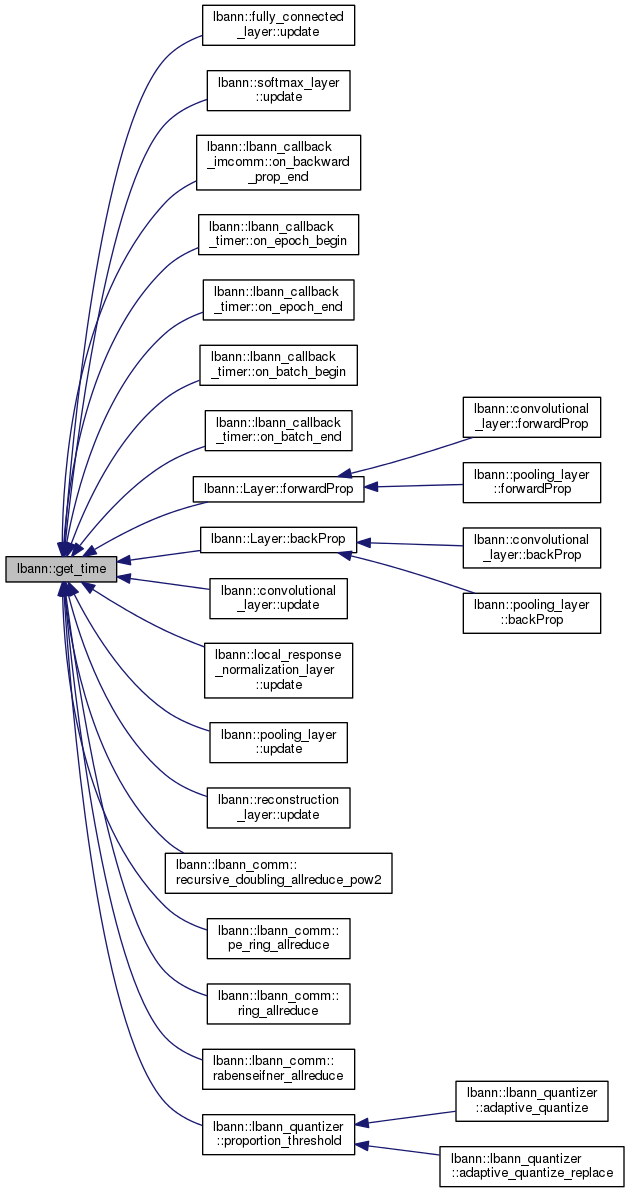 lbann::fully_connected
_layer::update
lbann::softmax_layer
::update
lbann::lbann_callback
_imcomm::on_backward
_prop_end
lbann::lbann_callback
_timer::on_epoch_begin
lbann::lbann_callback
_timer::on_epoch_end
lbann::lbann_callback
_timer::on_batch_begin
lbann::lbann_callback
_timer::on_batch_end
lbann::Layer::forwardProp
lbann::convolutional
_layer::forwardProp
lbann::pooling_layer
::forwardProp
lbann::Layer::backProp
lbann::convolutional
_layer::backProp
lbann::pooling_layer
::backProp
lbann::get_time
lbann::convolutional
_layer::update
lbann::local_response
_normalization_layer
::update
lbann::pooling_layer
::update
lbann::reconstruction
_layer::update
lbann::lbann_comm::
recursive_doubling_allreduce_pow2
lbann::lbann_comm::
pe_ring_allreduce
lbann::lbann_comm::
ring_allreduce
lbann::lbann_comm::
rabenseifner_allreduce
lbann::lbann_quantizer
::proportion_threshold
lbann::lbann_quantizer
::adaptive_quantize
lbann::lbann_quantizer
::adaptive_quantize_replace